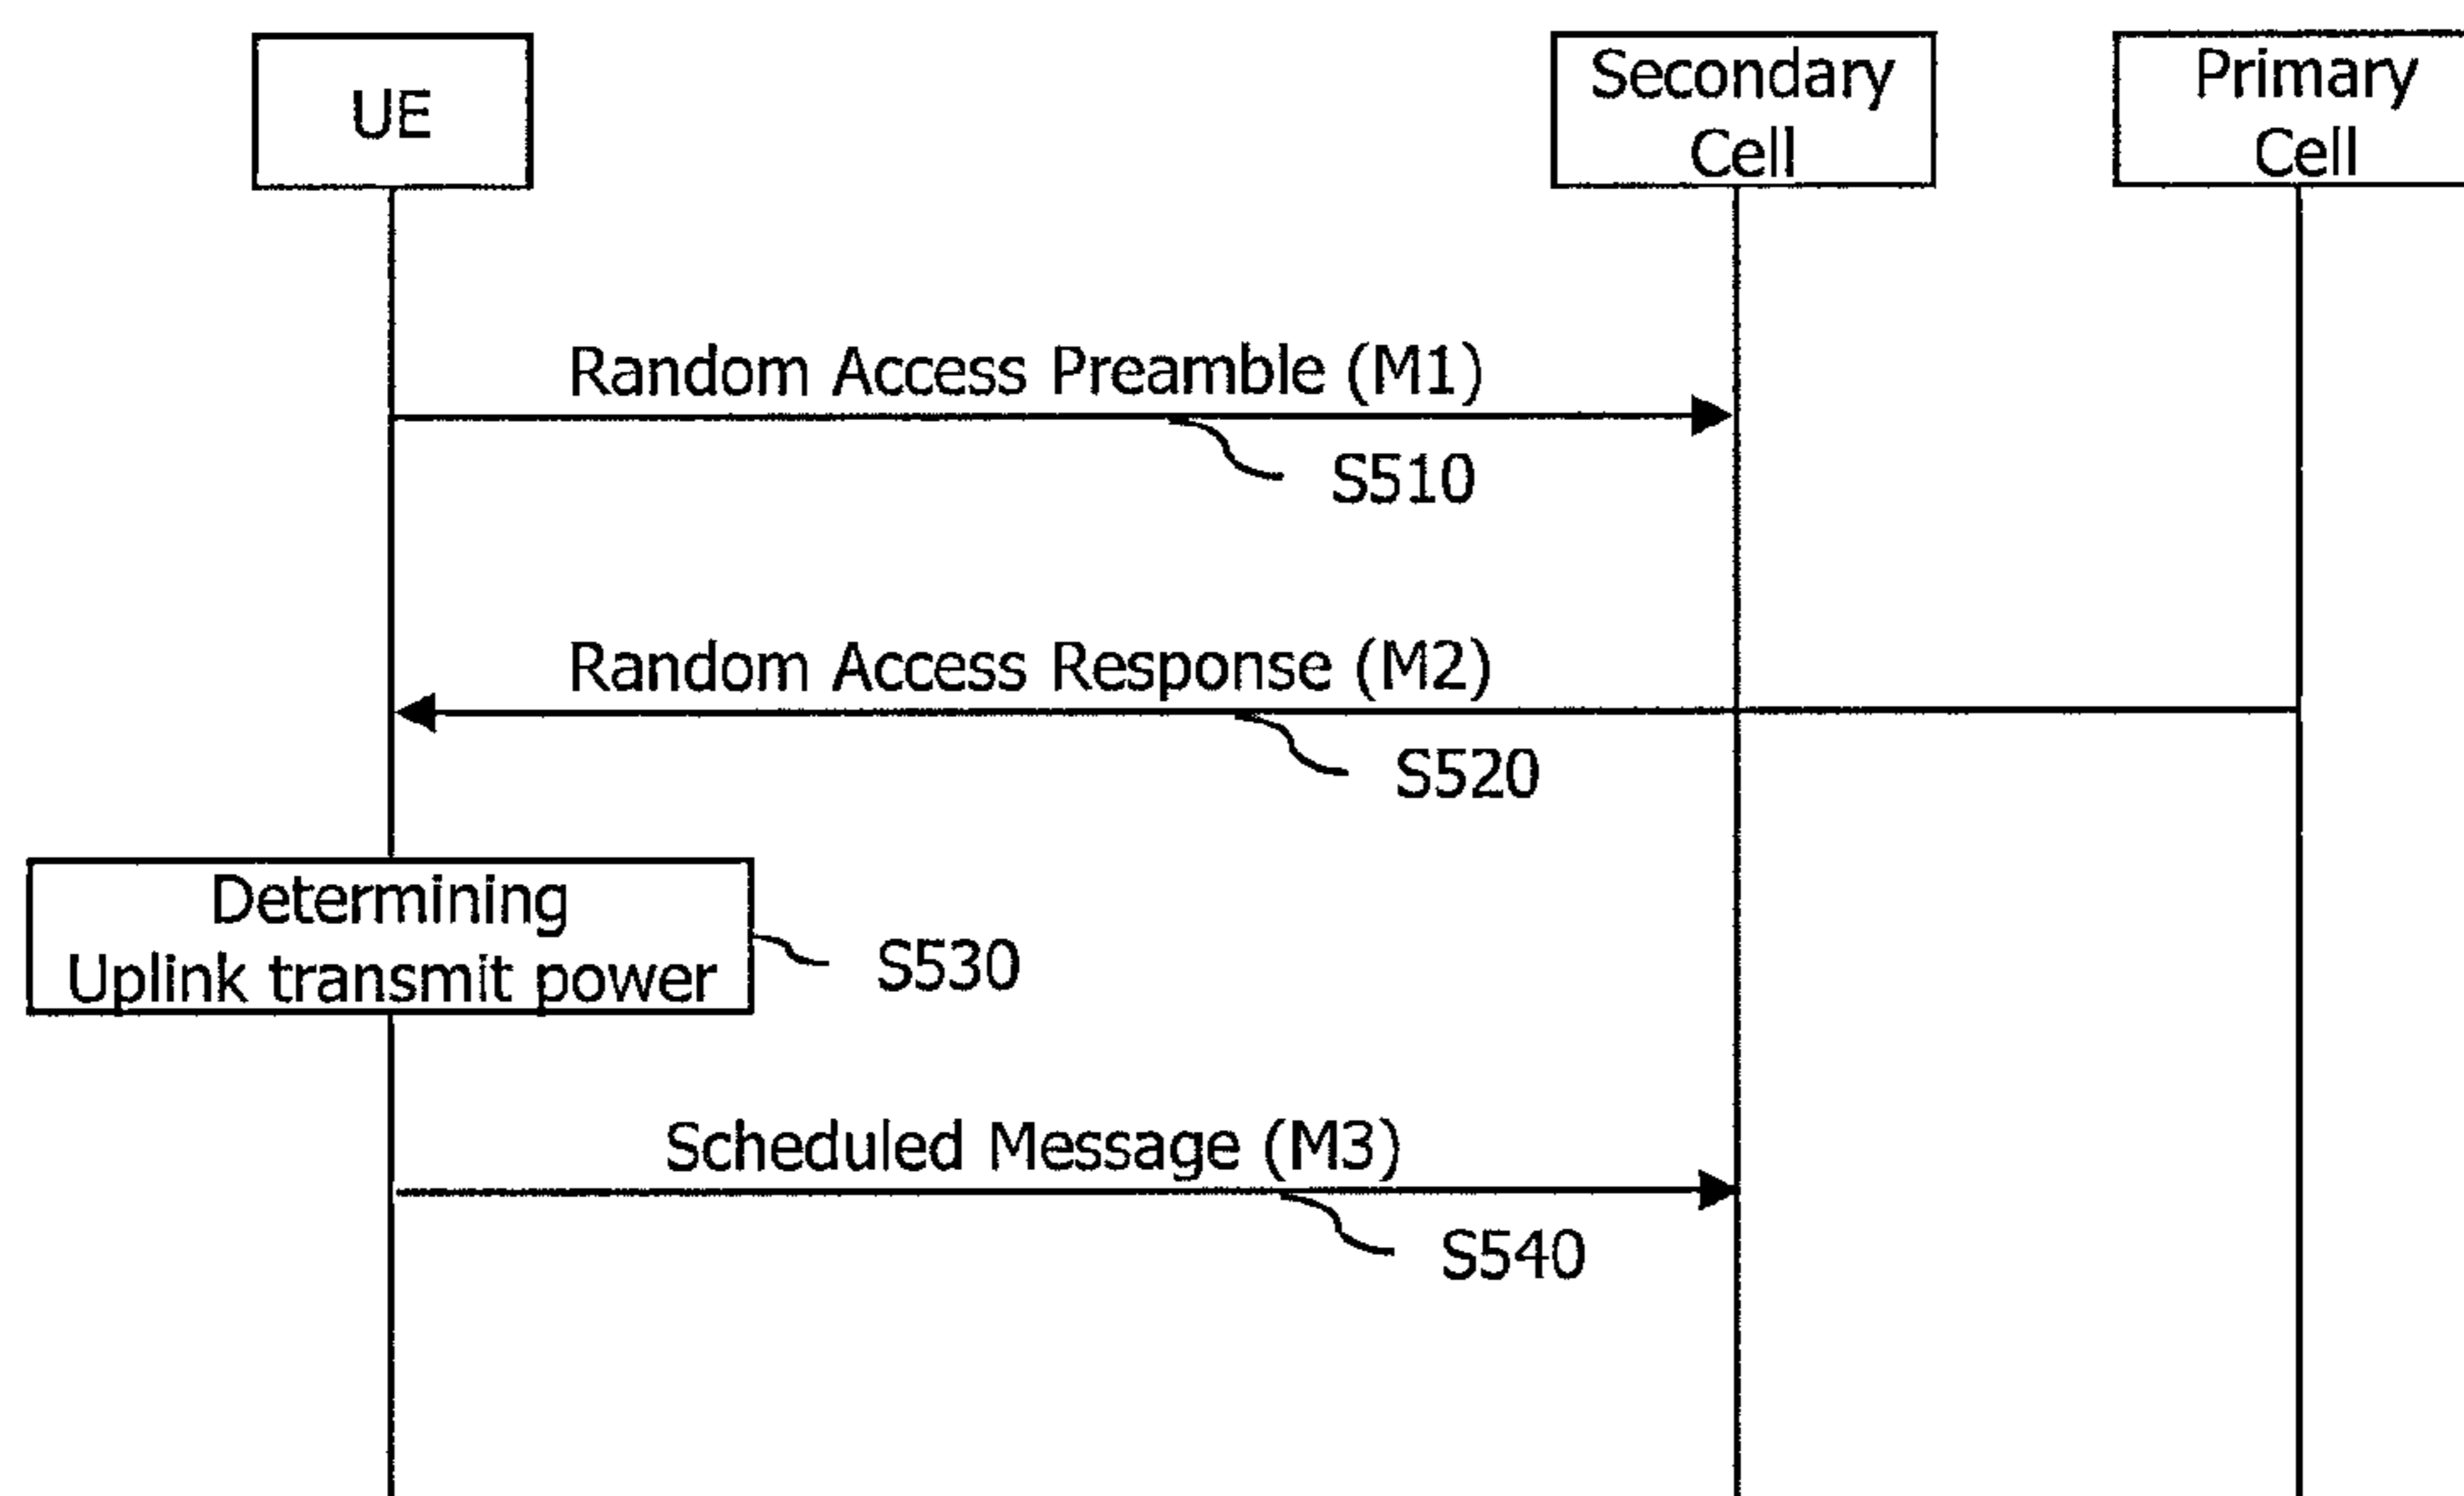 UE
Secondary
Cell
Primary
Cell
Random Access Preamble (M1)
S510
Random Access Response (M2)
S520
Determining
Uplink transmit power
S530
Scheduled Message (M3)
S540